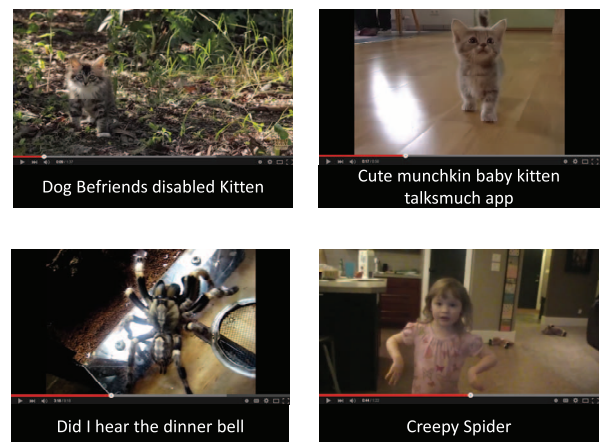 Dog Befriends disabled Kitten
Cute munchkin baby kitten
talksmuch app
Did I hear the dinner bell
Creepy Spider